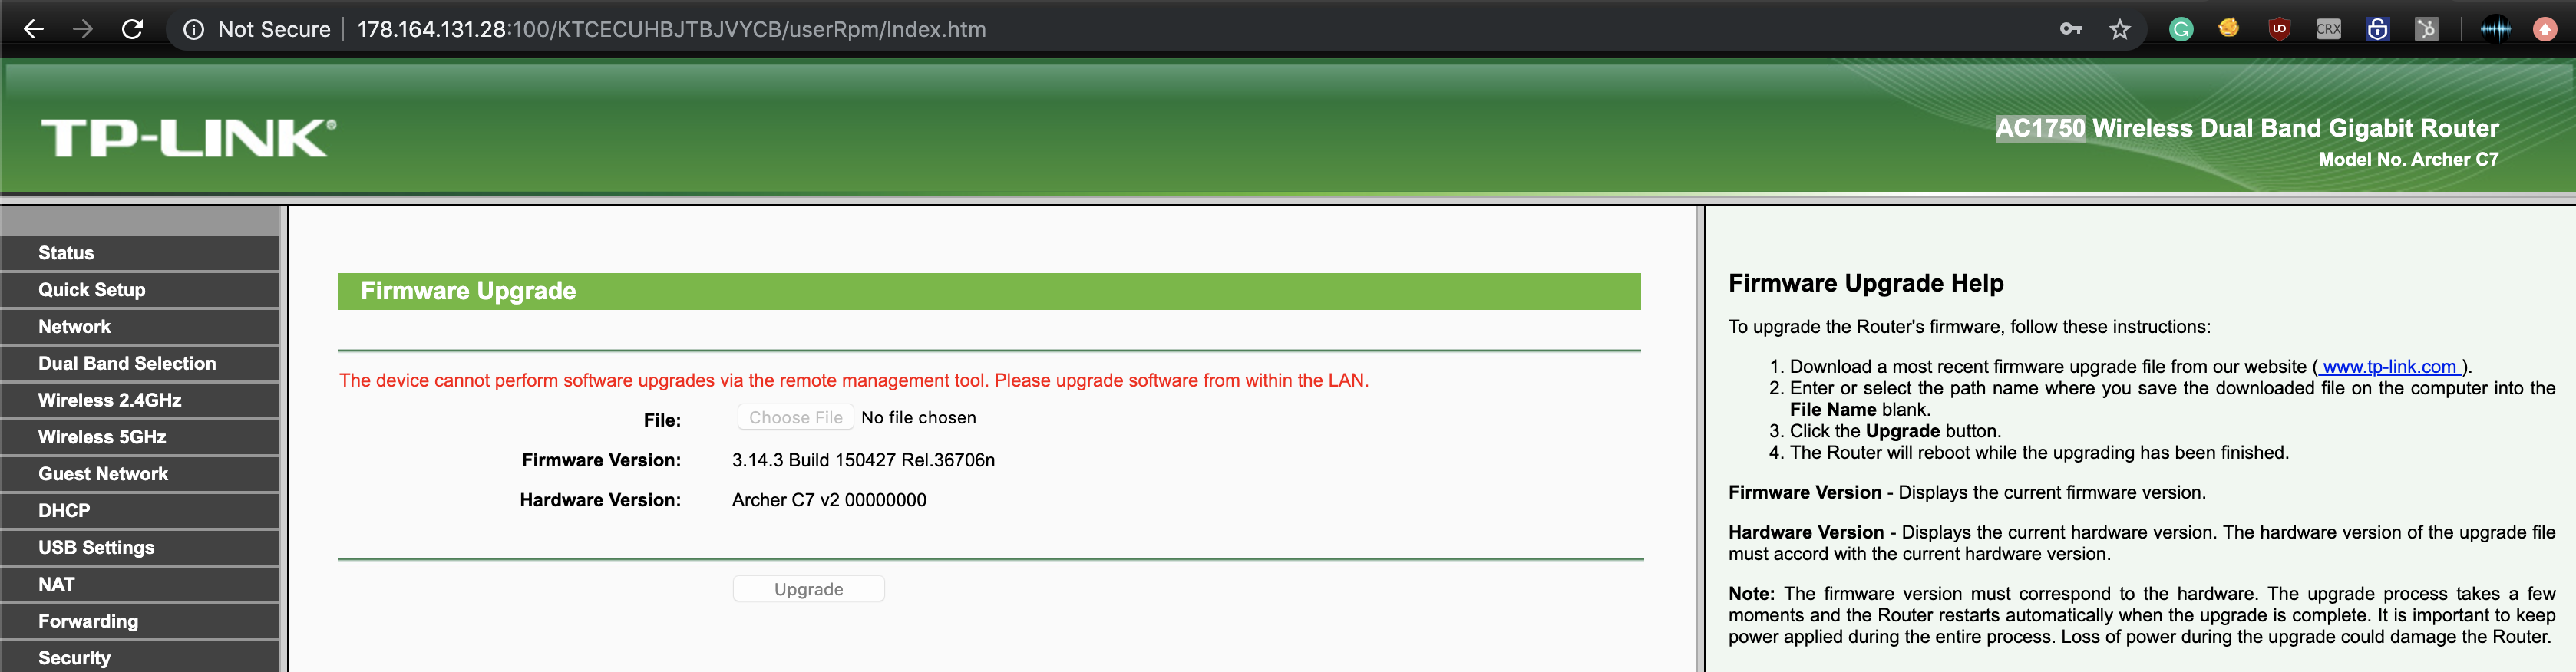 Not Secure 178.164.131.28:100/KTCECUHBJTBJVYCB/userRpm/Index.htm
CRX
TP-LINK®
AC1750 Wireless Dual Band Gigabit Router
Model No. Archer C7
Status
Quick Setup
Network
Dual Band Selection
Wireless 2.4GHz
Wireless 5GHz
Guest Network
DHCP
USB Settings
NAT
Forwarding
Security
Firmware Upgrade
The device cannot perform software upgrades via the remote management tool. Please upgrade software from within the LAN.
File: Choose File No file chosen
Firmware Version: 3.14.3 Build 150427 Rel.36706n
Hardware Version: Archer C7 v2 00000000
Upgrade
Firmware Upgrade Help
To upgrade the Router's firmware, follow these instructions:
1. Download a most recent firmware upgrade file from our website ( www.tp-link.com ).
2. Enter or select the path name where you save the downloaded file on the computer into the
File Name blank.
3. Click the Upgrade button.
4. The Router will reboot while the upgrading has been finished.
Firmware Version - Displays the current firmware version.
Hardware Version - Displays the current hardware version. The hardware version of the upgrade file
must accord with the current hardware version.
Note: The firmware version must correspond to the hardware. The upgrade process takes a few
moments and the Router restarts automatically when the upgrade is complete. It is important to keep
power applied during the entire process. Loss of power during the upgrade could damage the Router.